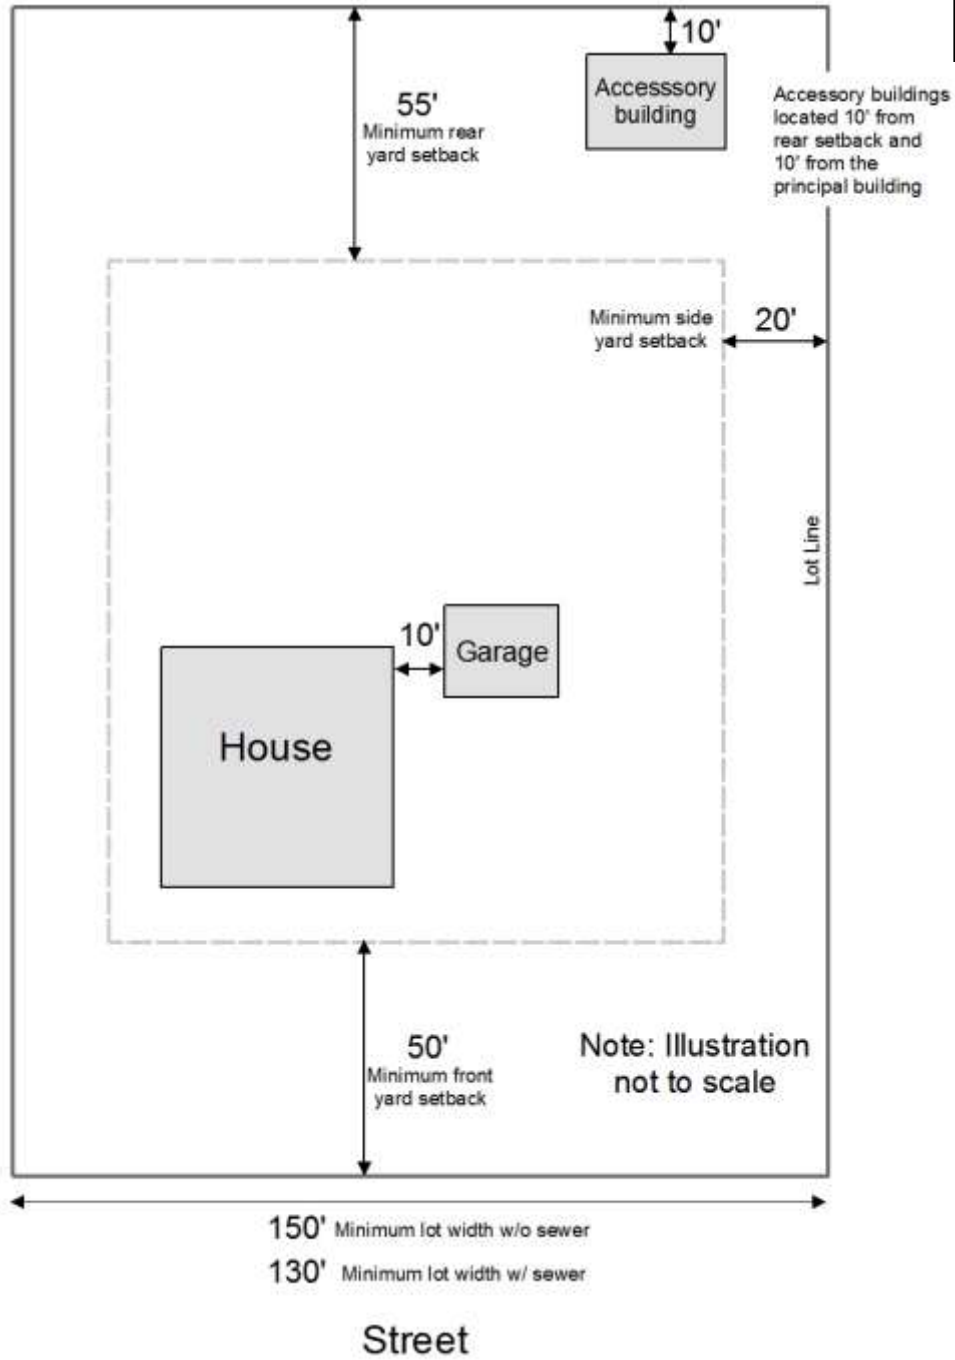 10'
Accesssory
building
55'
Minimum rear
yard setback
Accessory buildings
located 10' from
rear setback and
10' from the
principal building
Minimum side
yard setback
20'
Lot Line
10'
Garage
House
50'
Minimum front
yard setback
Note: Illustration
not to scale
150' Minimum lot width w/o sewer
130' Minimum lot width w/ sewer
Street